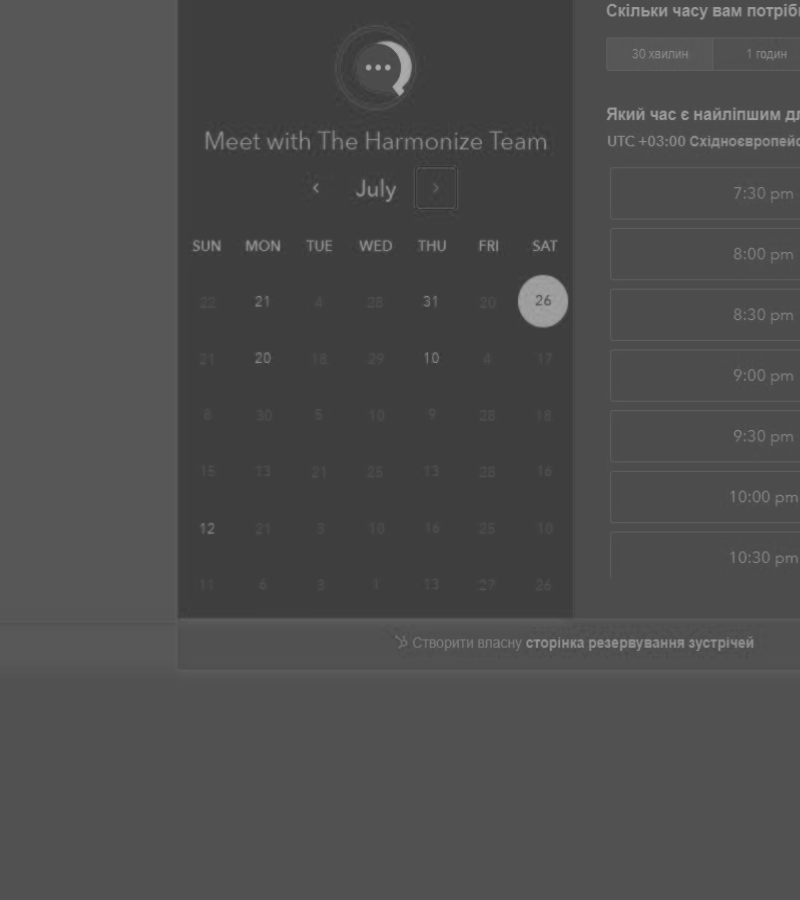 Meet with The Harmonize Team
‹ July ›
SUN MON TUE WED THU FRI SAT
22 21 4 28 31 20 26
21 20 18 29 10 4 17
8 30 5 10 9 28 18
15 13 21 25 13 28 16
12 21 3 10 16 25 10
11 6 3 1 13 27 26
Скільки часу вам потріб
30 хвилин 1 годин
Який час є найліпшим д
UTC +03:00 Східноєвропейс
7:30 pm
8:00 pm
8:30 pm
9:00 pm
9:30 pm
10:00 pm
10:30 pm
Створити власну сторінка резервування зустрічей